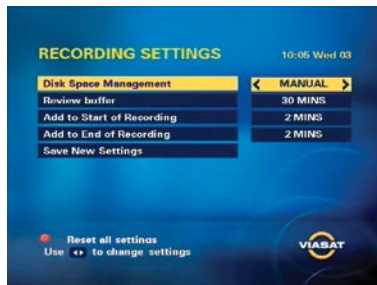 RECORDING SETTINGS 10:05 Wed 03
Disk Space Management MANUAL
Review buffer 30 MINS
Add to Start of Recording 2 MINS
Add to End of Recording 2 MINS
Save New Settings
Reset all settings
Use to change settings
VIASAT